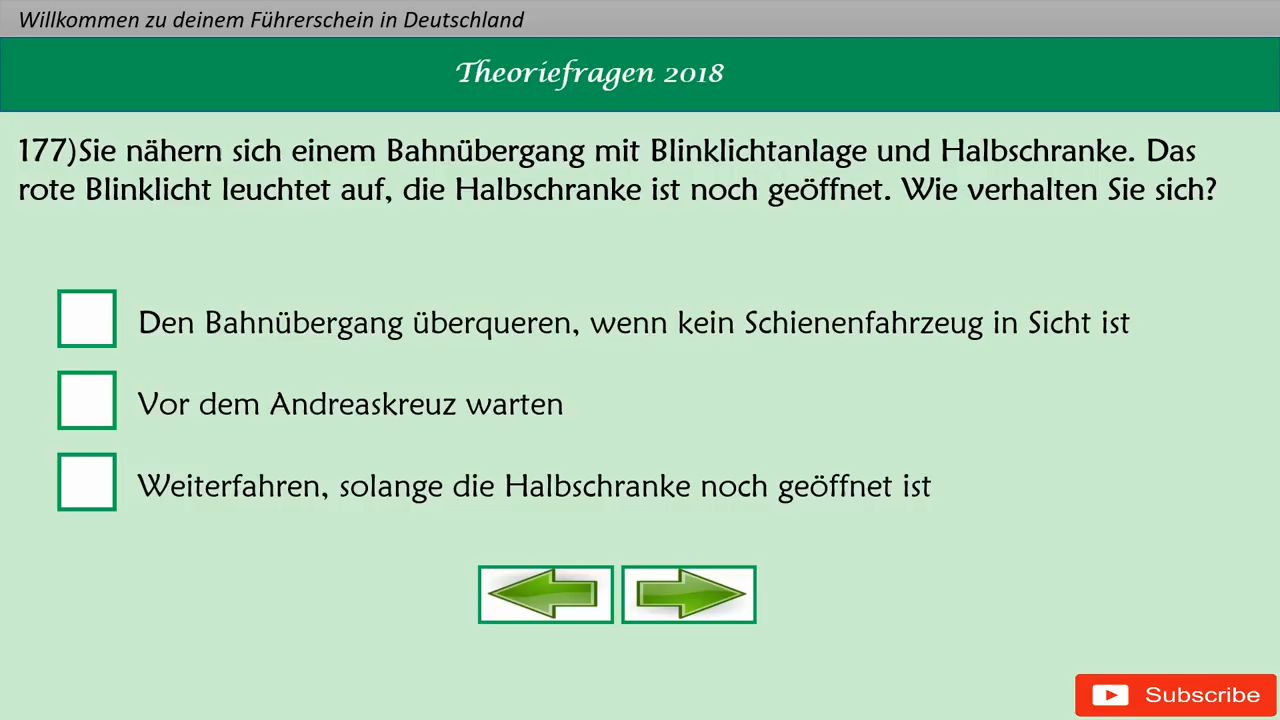 Willkommen zu deinem Führerschein in Deutschland
Theoriefragen 2018
177)Sie nähern sich einem Bahnübergang mit Blinklichtanlage und Halbschranke. Das
rote Blinklicht leuchtet auf, die Halbschranke ist noch geöffnet. Wie verhalten Sie sich?
Den Bahnübergang überqueren, wenn kein Schienenfahrzeug in Sicht ist
Vor dem Andreaskreuz warten
Weiterfahren, solange die Halbschranke noch geöffnet ist
Subscribe